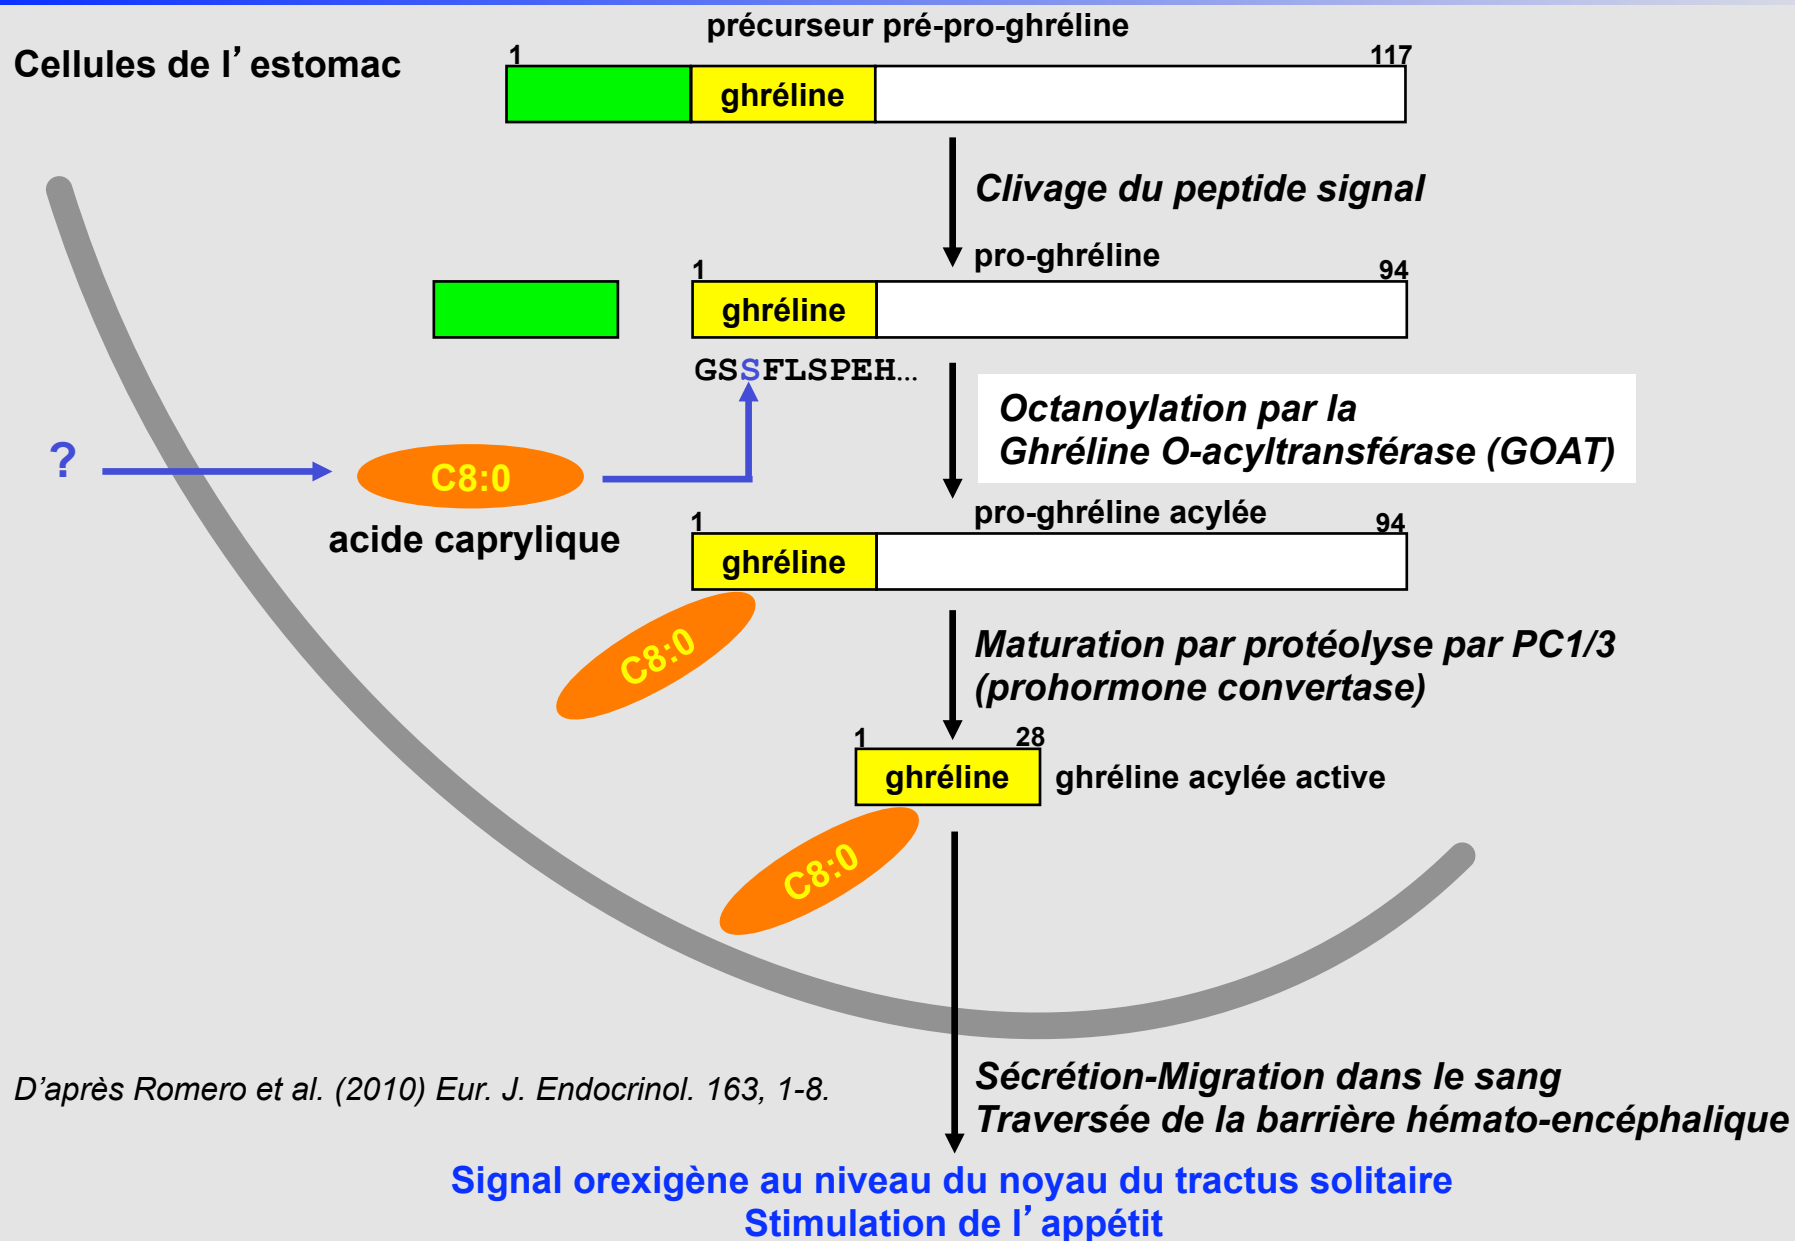 précurseur pré-pro-ghréline
Cellules de l’estomac
1
117
ghréline
Clivage du peptide signal
pro-ghréline
1
94
ghréline
GSSFLSPEH...
Octanoylation par la
Ghréline O-acyltransférase (GOAT)
?
C8:0
acide caprylique
pro-ghréline acylée
1
94
ghréline
C8:0
Maturation par protéolyse par PC1/3
(prohormone convertase)
1
28
ghréline
ghréline acylée active
C8:0
D’après Romero et al. (2010) Eur. J. Endocrinol. 163, 1-8.
Sécrétion-Migration dans le sang
Traversée de la barrière hémato-encéphalique
Signal orexigène au niveau du noyau du tractus solitaire
Stimulation de l’appétit